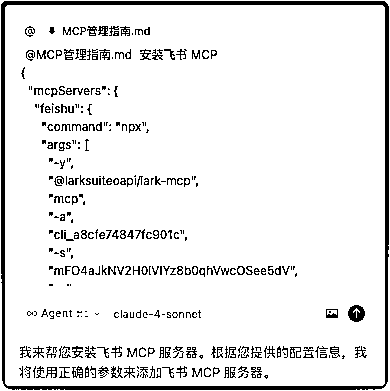 @ MCP管理指南.md
@MCP管理指南.md 安装飞书 MCP
{
"mcpServers": {
"feishu": {
"command": "npx",
"args": [
"-y",
"@larksuiteoapi/lark-mcp",
"mcp",
"-a",
"cli_a8cfe74847fc901c",
"-s",
"mFO4aJkNV2H0IVIYz8b0qhVwcOSee5dV",
∞ Agent claude-4-sonnet
我来帮您安装飞书 MCP 服务器。根据您提供的配置信息，我
将使用正确的参数来添加飞书 MCP 服务器。